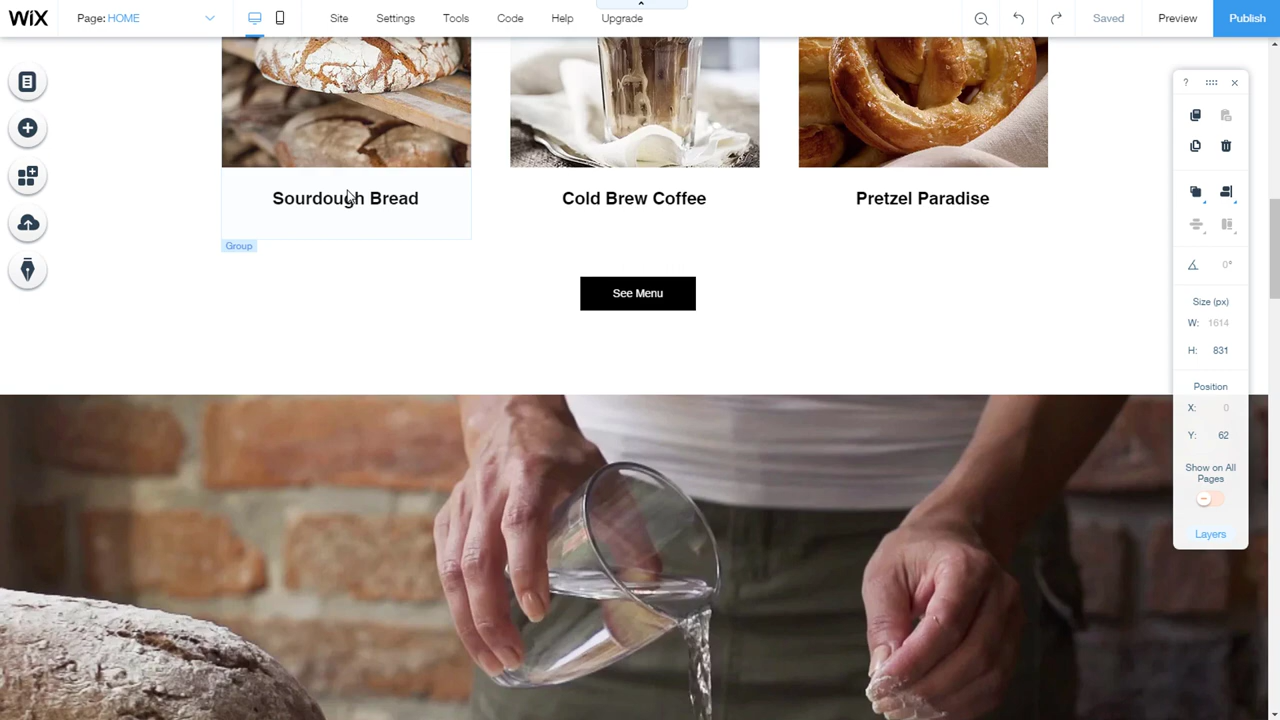 WiX Page: HOME Site Settings Tools Code Help Upgrade Saved Preview Publish
?
Sourdough Bread Cold Brew Coffee Pretzel Paradise
Group
See Menu
0°
Size (px)
W: 1614
H: 831
Position
X: 0
Y: 62
Show on All
Pages
Layers